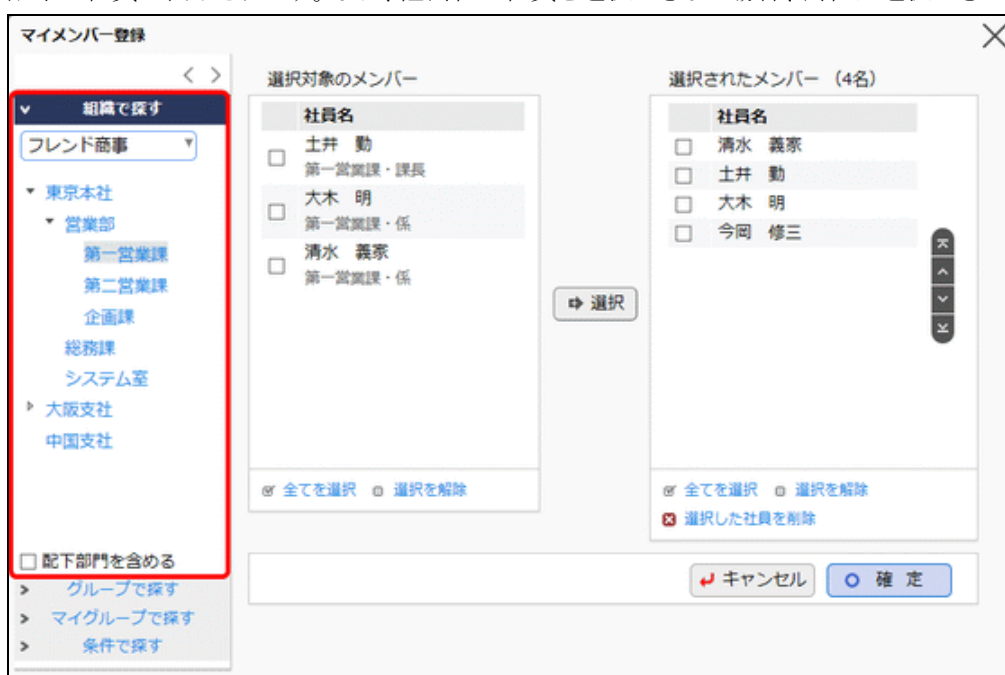 マイメンバー登録
組織で探す
フレンド商事
東京本社
営業部
第一営業課
第二営業課
企画課
総務課
システム室
大阪支社
中国支社
配下部門を含める
グループで探す
マイグループで探す
条件で探す
選択対象のメンバー
社員名
土井 勤
第一営業課・課長
大木 明
第一営業課・係
清水 義家
第一営業課・係
全てを選択 選択を解除
選択
選択されたメンバー (4名)
社員名
清水 義家
土井 勤
大木 明
今岡 修三
全てを選択 選択を解除
選択した社員を削除
キャンセル
確 定